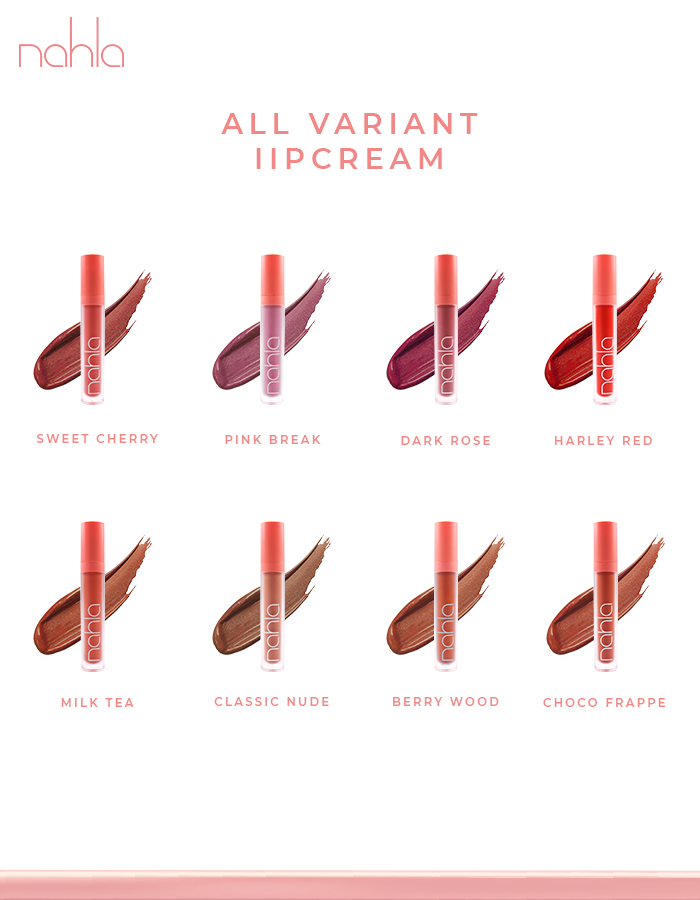 nahla
ALL VARIANT
IIPCREAM
nahla
nahla
nahla
nahla
SWEET CHERRY
PINK BREAK
DARK ROSE
HARLEY RED
nahla
nahla
nahla
nahla
MILK TEA
CLASSIC NUDE
BERRY WOOD
CHOCO FRAPPE